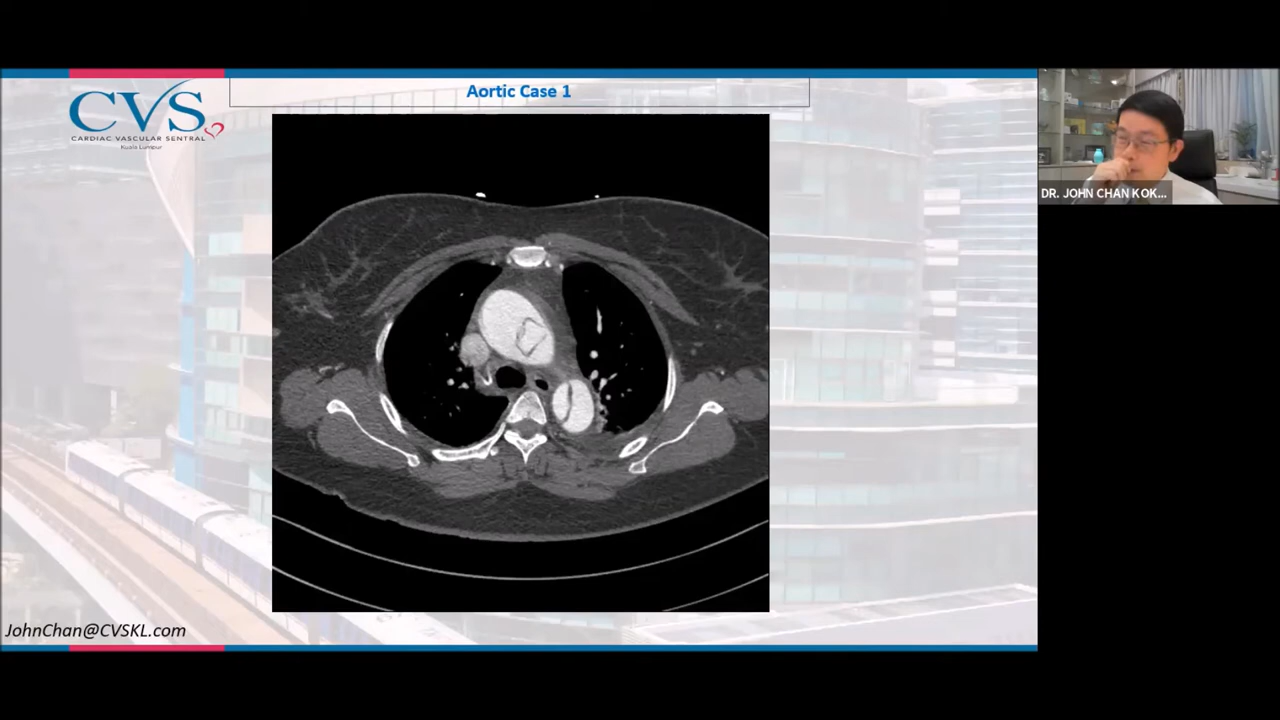 Aortic Case 1
CVS
CARDIAC VASCULAR SENTRAL
Kuala Lumpur
DR. JOHN CHAN KOK...
JohnChan@CVSKL.com